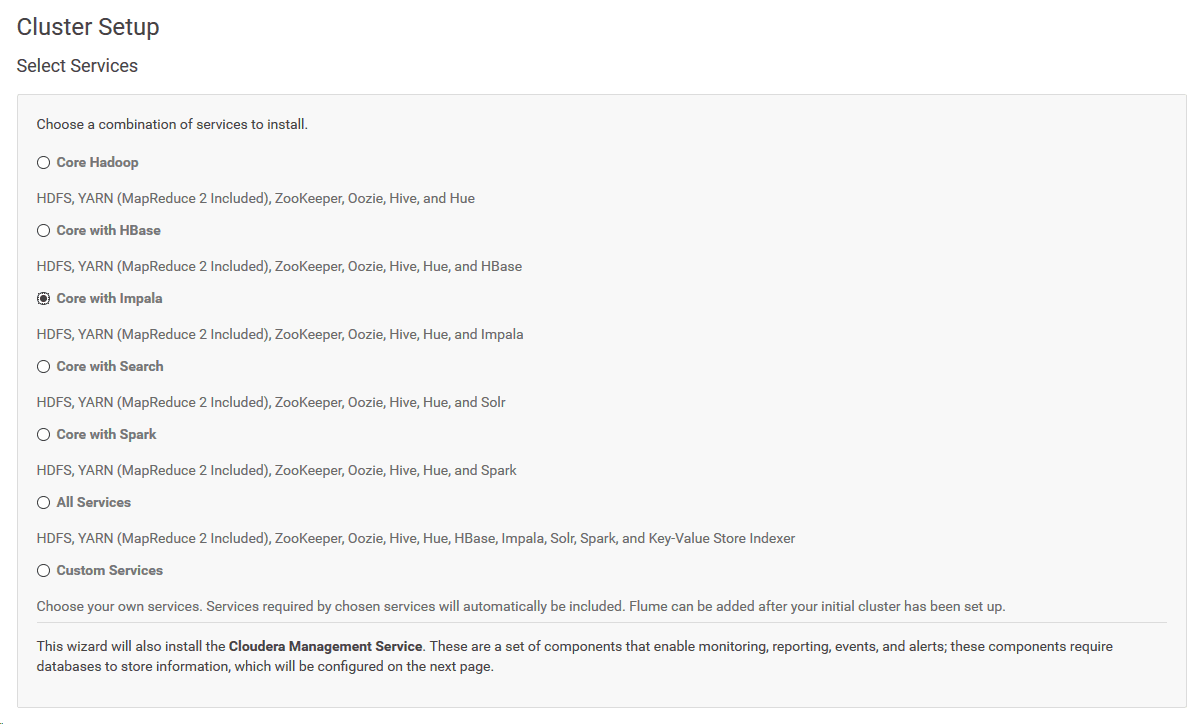 Cluster Setup
Select Services
Choose a combination of services to install.
Core Hadoop
HDFS, YARN (MapReduce 2 Included), ZooKeeper, Oozie, Hive, and Hue
Core with HBase
HDFS, YARN (MapReduce 2 Included), ZooKeeper, Oozie, Hive, Hue, and HBase
Core with Impala
HDFS, YARN (MapReduce 2 Included), ZooKeeper, Oozie, Hive, Hue, and Impala
Core with Search
HDFS, YARN (MapReduce 2 Included), ZooKeeper, Oozie, Hive, Hue, and Solr
Core with Spark
HDFS, YARN (MapReduce 2 Included), ZooKeeper, Oozie, Hive, Hue, and Spark
All Services
HDFS, YARN (MapReduce 2 Included), ZooKeeper, Oozie, Hive, Hue, HBase, Impala, Solr, Spark, and Key-Value Store Indexer
Custom Services
Choose your own services. Services required by chosen services will automatically be included. Flume can be added after your initial cluster has been set up.
This wizard will also install the Cloudera Management Service. These are a set of components that enable monitoring, reporting, events, and alerts; these components require
databases to store information, which will be configured on the next page.